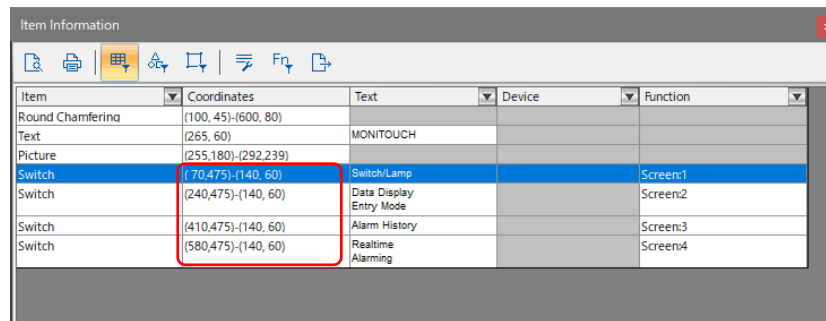 Item Information
Fn
Item Coordinates Text Device Function
Round Chamfering (100, 45)-(600, 80)
Text (265, 60) MONITOUCH
Picture (255,180)-(292,239)
Switch ( 70,475)-(140, 60) Switch/Lamp Screen:1
Switch (240,475)-(140, 60) Data Display Screen:2
Entry Mode
Switch (410,475)-(140, 60) Alarm History Screen:3
Switch (580,475)-(140, 60) Realtime Screen:4
Alarming